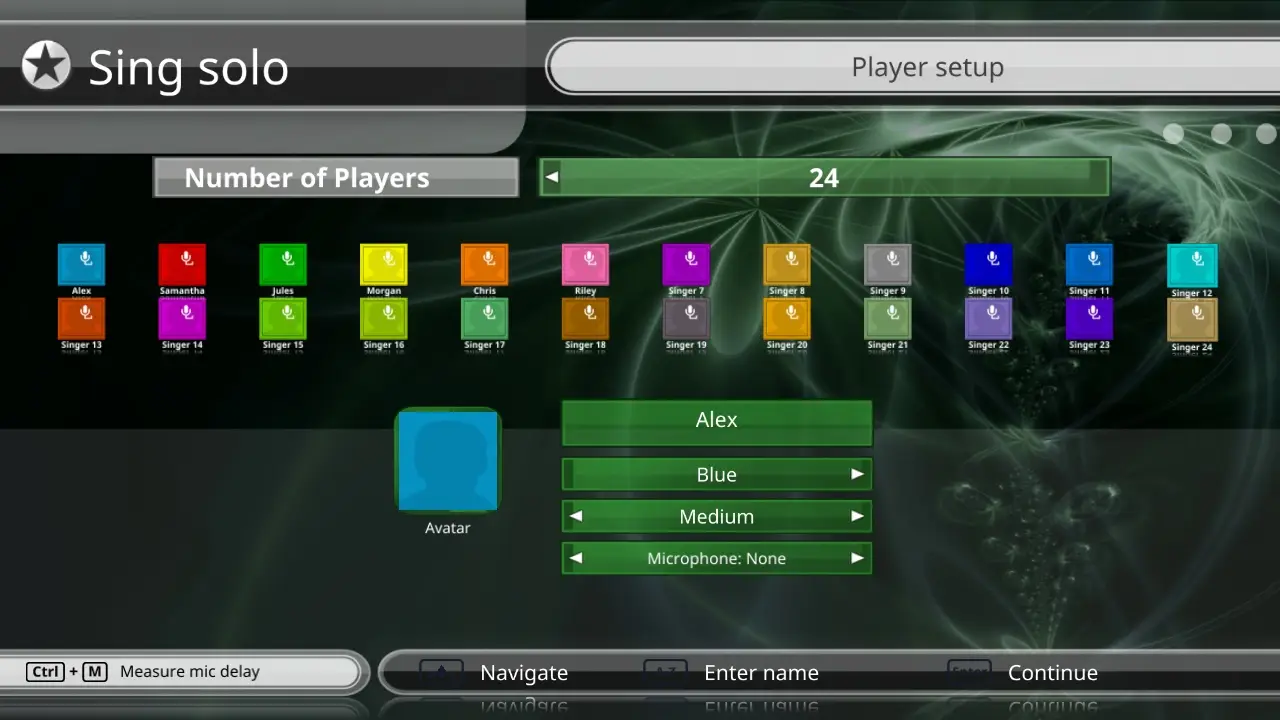 Sing solo
Player setup
Number of Players
24
Alex Samantha Jules Morgan Chris Riley Singer 7 Singer 8 Singer 9 Singer 10 Singer 11 Singer 12
Singer 13 Singer 14 Singer 15 Singer 16 Singer 17 Singer 18 Singer 19 Singer 20 Singer 21 Singer 22 Singer 23 Singer 24
Alex
Blue
Medium
Microphone: None
Avatar
Ctrl + M Measure mic delay
Navigate
A-Z Enter name
Enter Continue